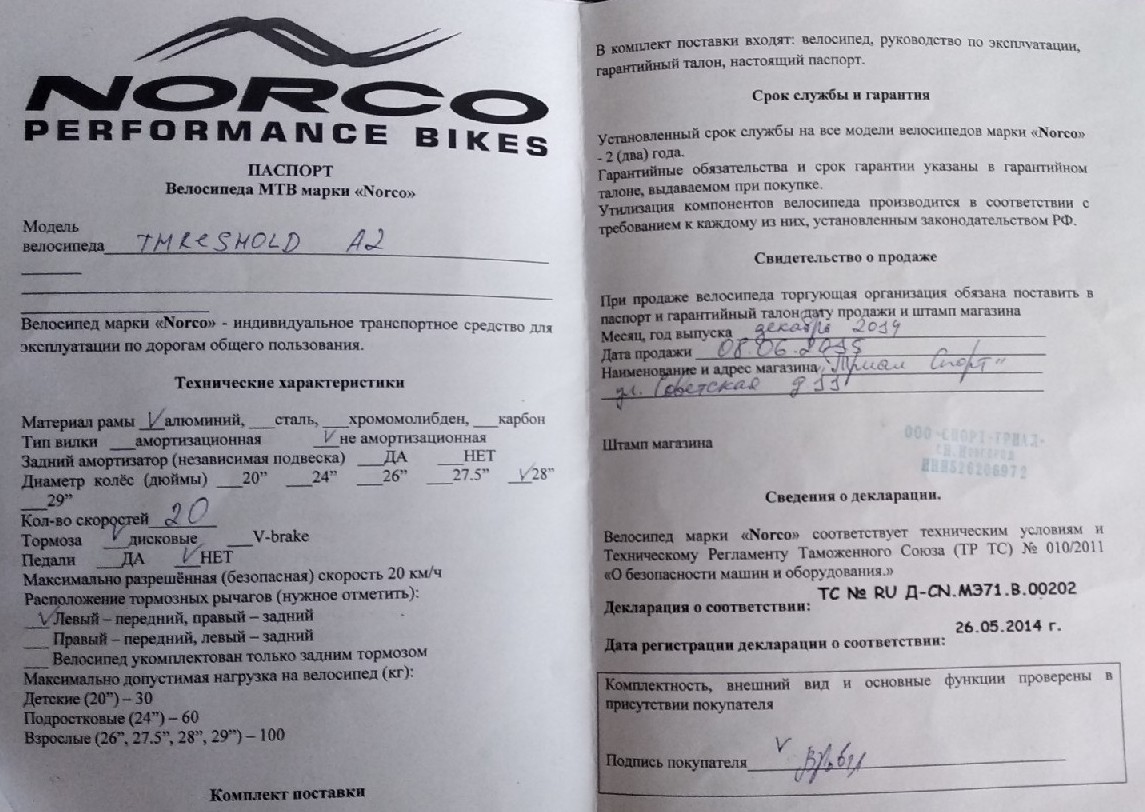 NORCO
PERFORMANCE BIKES
ПАСПОРТ
Велосипеда МТВ марки «Norco»
Модель
велосипеда THRESHOLD A2
Велосипед марки «Norco» - индивидуальное транспортное средство для
эксплуатации по дорогам общего пользования.
Технические характеристики
Материал рамы V алюминий, ___сталь, ___хромомолибден, ___карбон
Тип вилки ___амортизационная V не амортизационная
Задний амортизатор (независимая подвеска) ___ДА ___НЕТ
Диаметр колёс (дюймы) ___20” ___24” ___26” ___27.5” V 28”
___29”
Кол-во скоростей 20
Тормоза V дисковые ___V-brake
Педали ___ДА V НЕТ
Максимально разрешённая (безопасная) скорость 20 км/ч
Расположение тормозных рычагов (нужное отметить):
V Левый – передний, правый – задний
___ Правый – передний, левый – задний
___ Велосипед укомплектован только задним тормозом
Максимально допустимая нагрузка на велосипед (кг):
Детские (20”) – 30
Подростковые (24”) – 60
Взрослые (26”, 27.5”, 28”, 29”) – 100
Комплект поставки
В комплект поставки входят: велосипед, руководство по эксплуатации,
гарантийный талон, настоящий паспорт.
Срок службы и гарантия
Установленный срок службы на все модели велосипедов марки «Norco»
- 2 (два) года.
Гарантийные обязательства и срок гарантии указаны в гарантийном
талоне, выдаваемом при покупке.
Утилизация компонентов велосипеда производится в соответствии с
требованием к каждому из них, установленным законодательством РФ.
Свидетельство о продаже
При продаже велосипеда торгующая организация обязана поставить в
паспорт и гарантийный талон дату продажи и штамп магазина
Месяц, год выпуска декабрь 2014
Дата продажи 08.06.2015
Наименование и адрес магазина "Триал Спорт"
ул. Советская д
Штамп магазина
ООО «СПОРТ-ТРИАЛ»
Сведения о декларации.
Велосипед марки «Norco» соответствует техническим условиям и
Техническому Регламенту Таможенного Союза (ТР ТС) № 010/2011
«О безопасности машин и оборудования.»
Декларация о соответствии: ТС № RU Д-CN.МЭ71.В.00202
Дата регистрации декларации о соответствии: 26.05.2014 г.
Комплектность, внешний вид и основные функции проверены в
присутствии покупателя
Подпись покупателя V